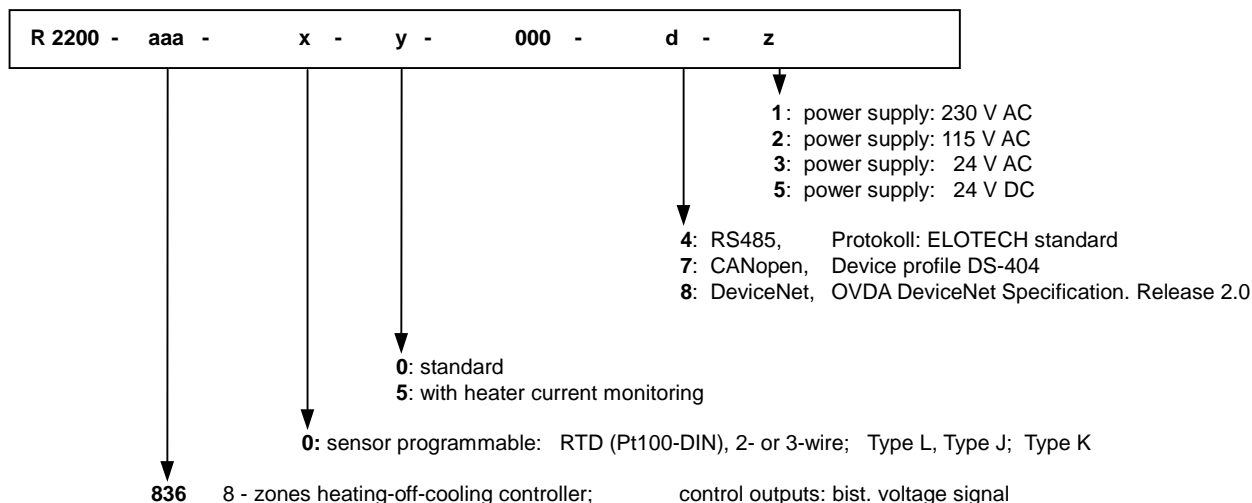 R 2200 - aaa - x - y - 000 - d - z
1: power supply: 230 V AC
2: power supply: 115 V AC
3: power supply: 24 V AC
5: power supply: 24 V DC
4: RS485, Protokoll: ELOTECH standard
7: CANopen, Device profile DS-404
8: DeviceNet, OVDA DeviceNet Specification. Release 2.0
0: standard
5: with heater current monitoring
0: sensor programmable: RTD (Pt100-DIN), 2- or 3-wire; Type L, Type J; Type K
836 8 - zones heating-off-cooling controller; control outputs: bist. voltage signal